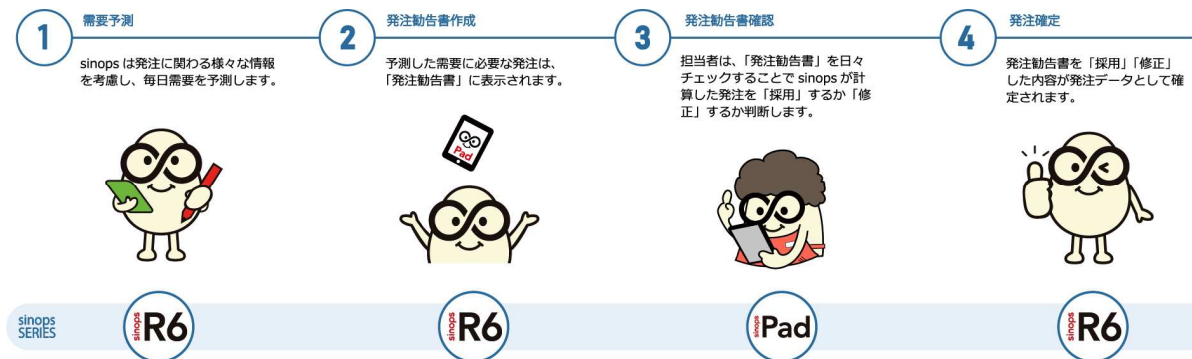 1
需要予測
sinops は発注に関わる様々な情報
を考慮し、毎日需要を予測します。
2
発注勧告書作成
予測した需要に必要な発注は、
「発注勧告書」に表示されます。
Pad
3
発注勧告書確認
担当者は、「発注勧告書」を日々
チェックすることで sinops が計
算した発注を「採用」するか「修
正」するか判断します。
4
発注確定
発注勧告書を「採用」「修正」
した内容が発注データとして確
定されます。
sinops
SERIES
sinops R6
sinops R6
sinops Pad
sinops R6